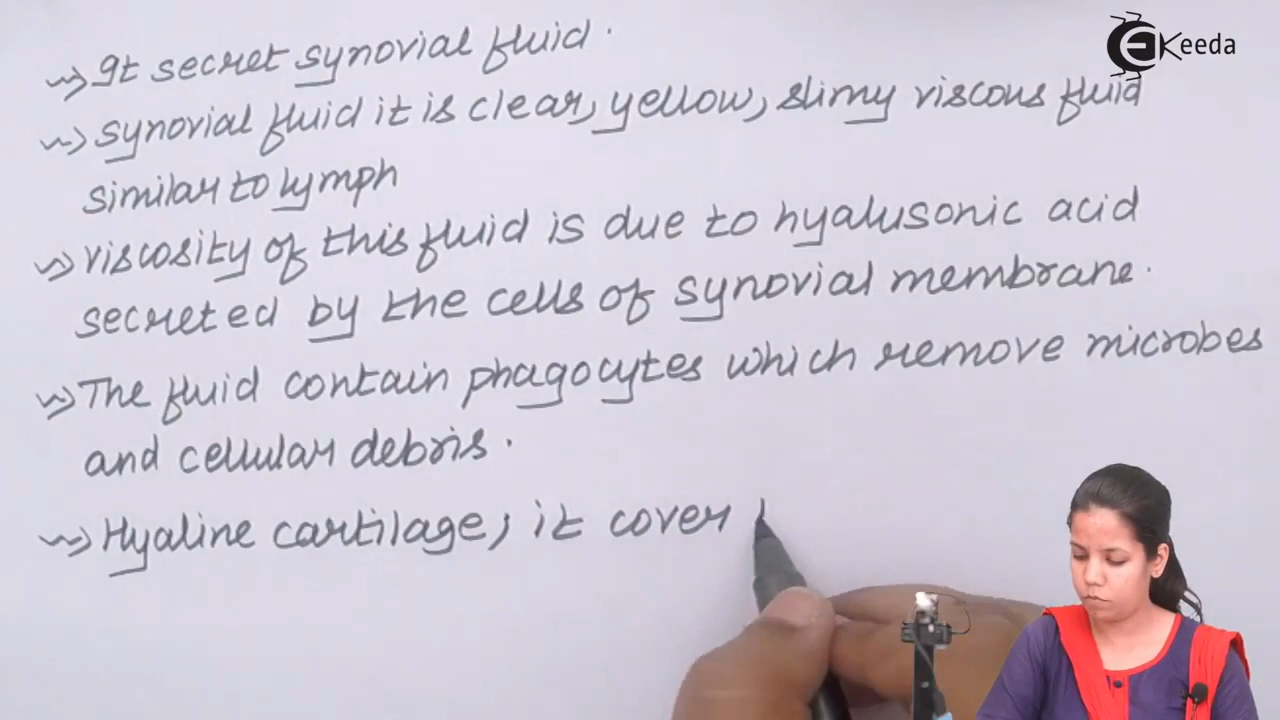 It secret synovial fluid.
synovial fluid it is clear, yellow, slimy viscous fluid
similar to lymph
viscosity of this fluid is due to hyalusonic acid
secreted by the cells of synovial membrane.
The fluid contain phagocytes which remove microbes
and cellular debris.
Hyaline cartilage, it cover
EKeeda